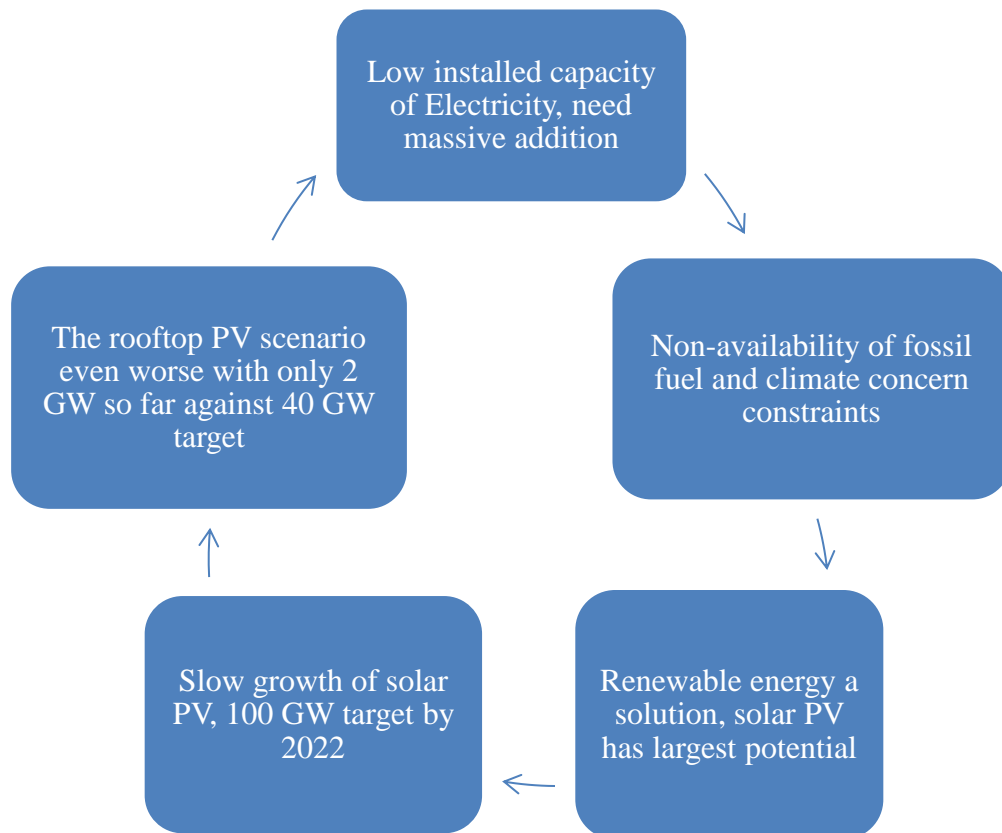 Low installed capacity
of Electricity, need
massive addition
Non-availability of fossil
fuel and climate concern
constraints
Renewable energy a
solution, solar PV
has largest potential
Slow growth of solar
PV, 100 GW target by
2022
The rooftop PV scenario
even worse with only 2
GW so far against 40 GW
target